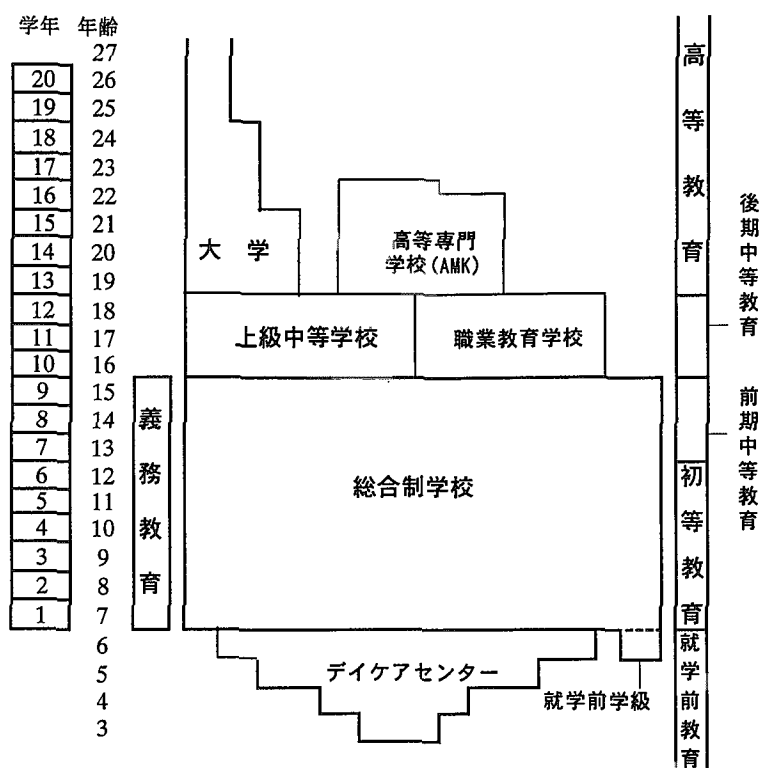 学年 年齢
27
20 26
19 25
18 24
17 23
16 22
15 21
14 20
13 19
12 18
11 17
10 16
9 15
8 14
7 13
6 12
5 11
4 10
3 9
2 8
1 7
6
5
4
3
義務教育
大学
高等専門
学校(AMK)
上級中等学校
職業教育学校
総合制学校
デイケアセンター
就学前学級
高等教育
初等教育
就学前教育
後期中等教育
前期中等教育